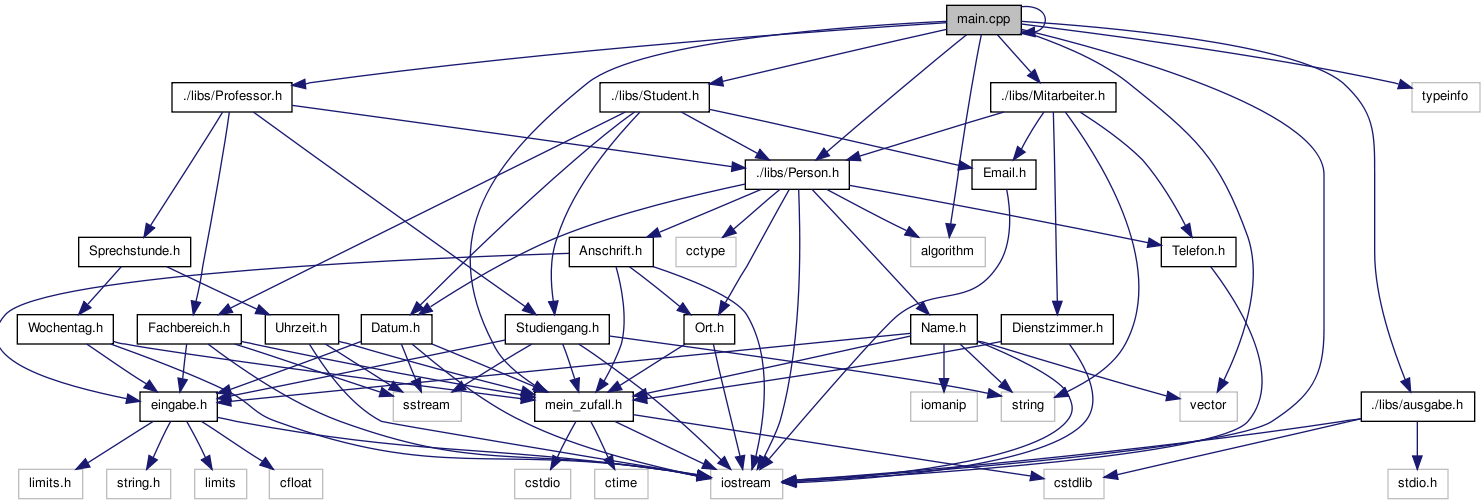 main.cpp
./libs/Professor.h
./libs/Student.h
./libs/Mitarbeiter.h
typeinfo
./libs/Person.h
Email.h
Sprechstunde.h
Anschrift.h
cctype
algorithm
Telefon.h
Wochentag.h
Fachbereich.h
Uhrzeit.h
Datum.h
Studiengang.h
Ort.h
Name.h
Dienstzimmer.h
eingabe.h
sstream
mein_zufall.h
iomanip
string
vector
./libs/ausgabe.h
limits.h
string.h
limits
cfloat
cstdio
ctime
iostream
cstdlib
stdio.h